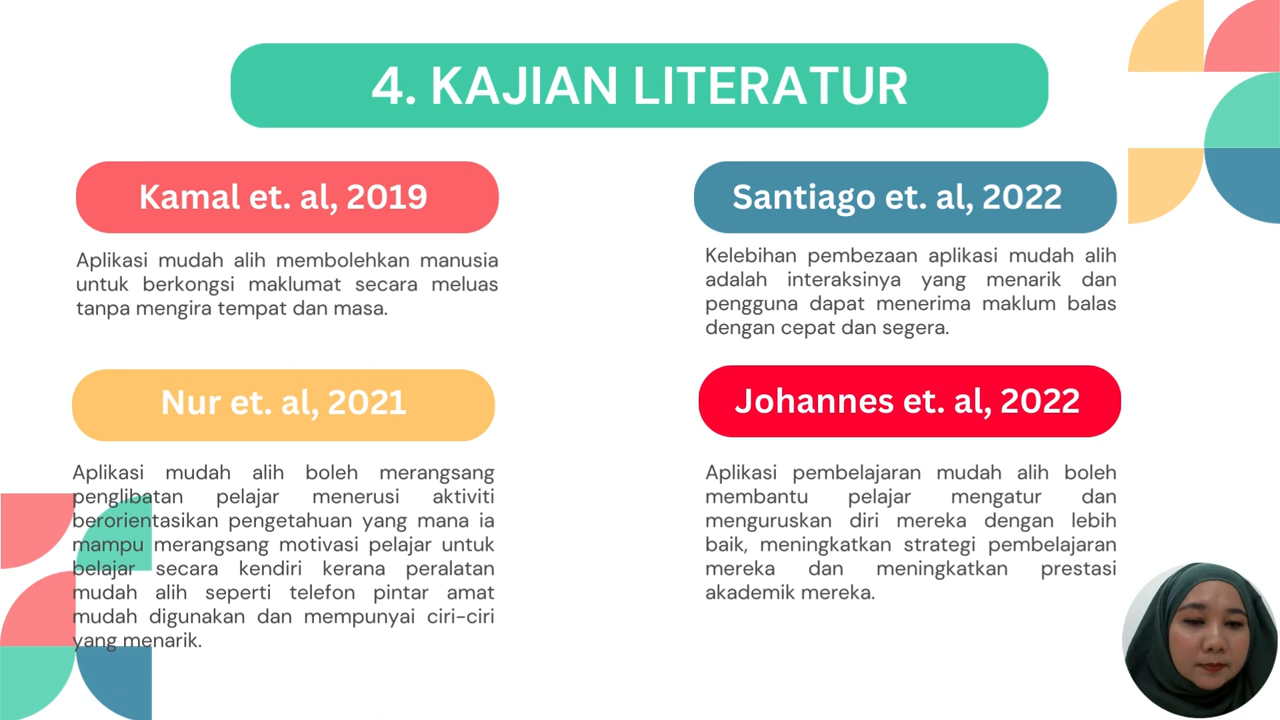 4. KAJIAN LITERATUR
Kamal et. al, 2019
Aplikasi mudah alih membolehkan manusia
untuk berkongsi maklumat secara meluas
tanpa mengira tempat dan masa.
Nur et. al, 2021
Aplikasi mudah alih boleh merangsang
penglibatan pelajar menerusi aktiviti
berorientasikan pengetahuan yang mana ia
mampu merangsang motivasi pelajar untuk
belajar secara kendiri kerana peralatan
mudah alih seperti telefon pintar amat
mudah digunakan dan mempunyai ciri-ciri
yang menarik.
Santiago et. al, 2022
Kelebihan pembezaan aplikasi mudah alih
adalah interaksinya yang menarik dan
pengguna dapat menerima maklum balas
dengan cepat dan segera.
Johannes et. al, 2022
Aplikasi pembelajaran mudah alih boleh
membantu pelajar mengatur dan
menguruskan diri mereka dengan lebih
baik, meningkatkan strategi pembelajaran
mereka dan meningkatkan prestasi
akademik mereka.